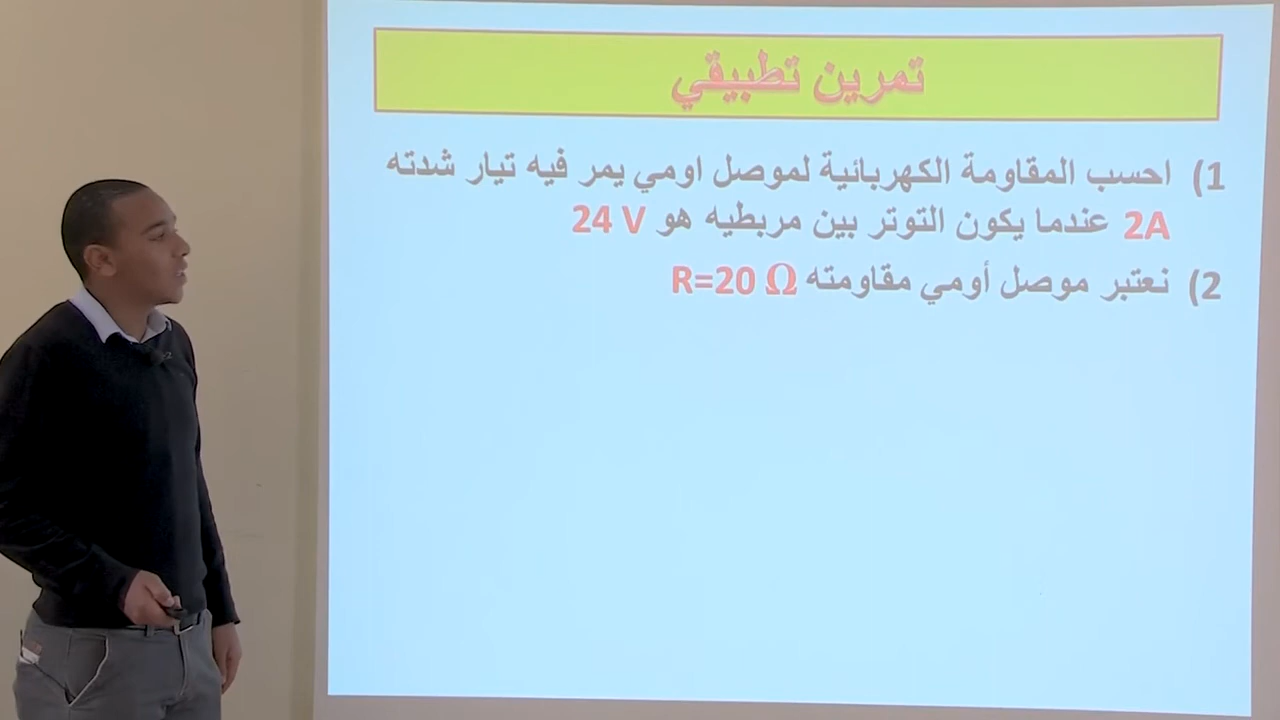 تمرين تطبيقي
1) احسب المقاومة الكهربائية لموصل اومي يمر فيه تيار شدته
2A عندما يكون التوتر بين مربطيه هو 24 V
2) نعتبر موصل أومي مقاومته R=20 Ω